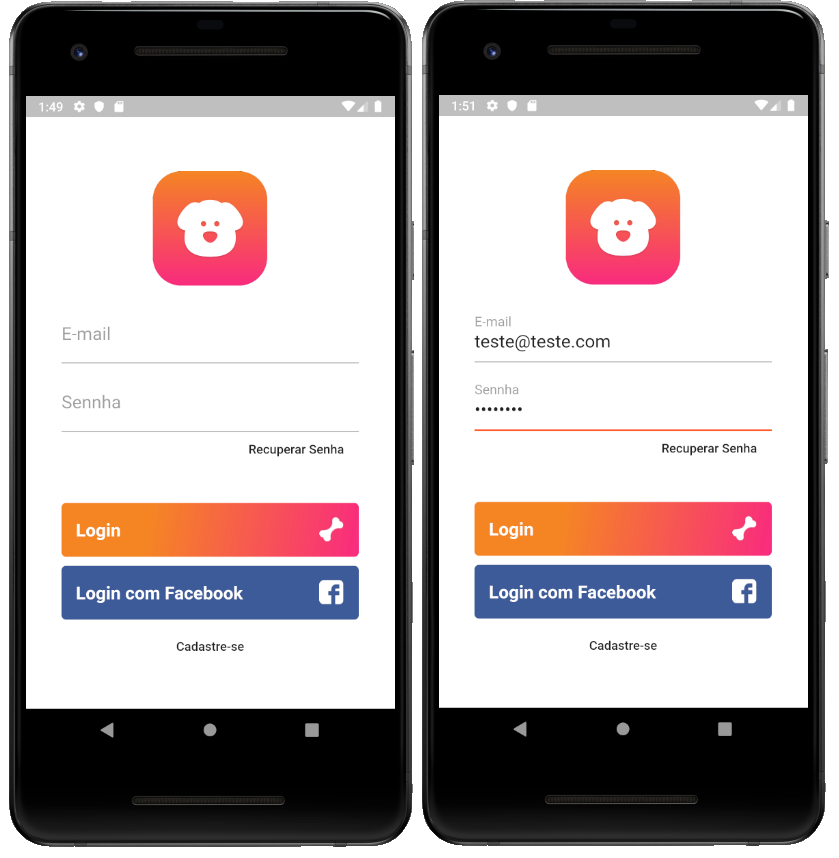 1:49
E-mail
Sennha
Recuperar Senha
Login
Login com Facebook
Cadastre-se
1:51
E-mail
teste@teste.com
Sennha
••••••••
Recuperar Senha
Login
Login com Facebook
Cadastre-se